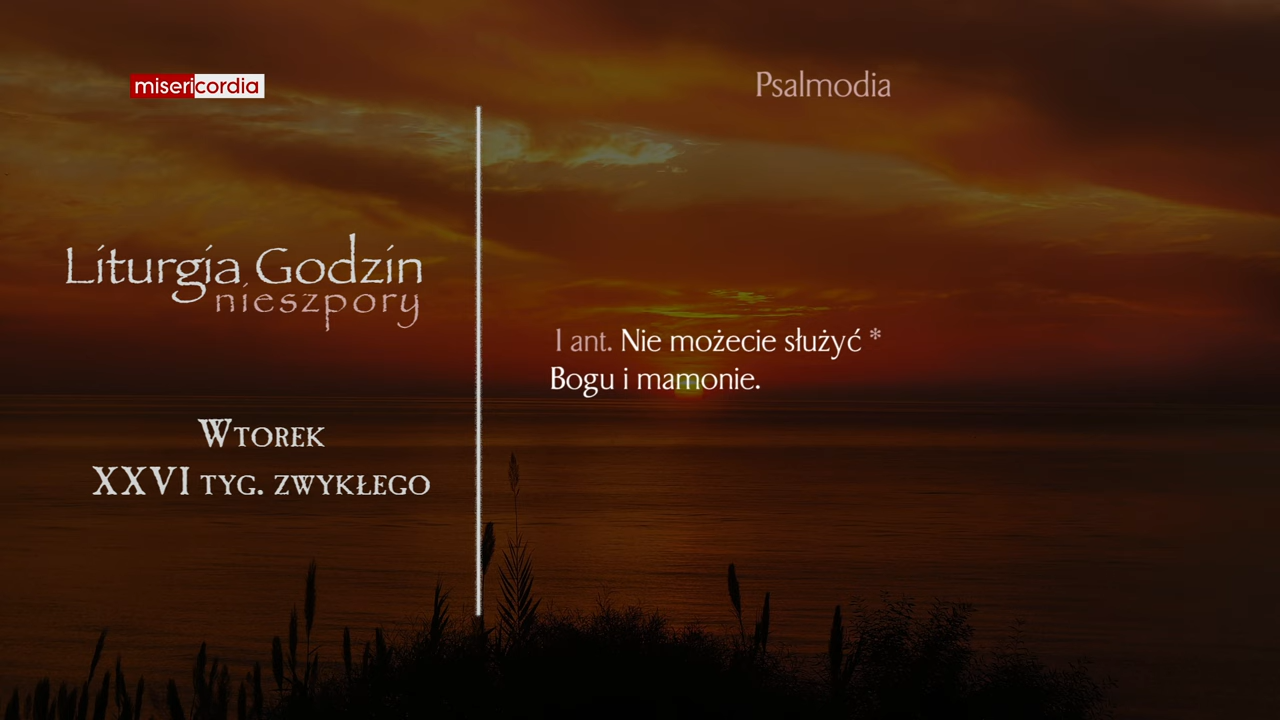 misericordia
Psalmodia
Liturgia Godzin
nieszpory
I ant. Nie możecie służyć *
Bogu i mamonie.
Wtorek
XXVI tyg. zwykłego